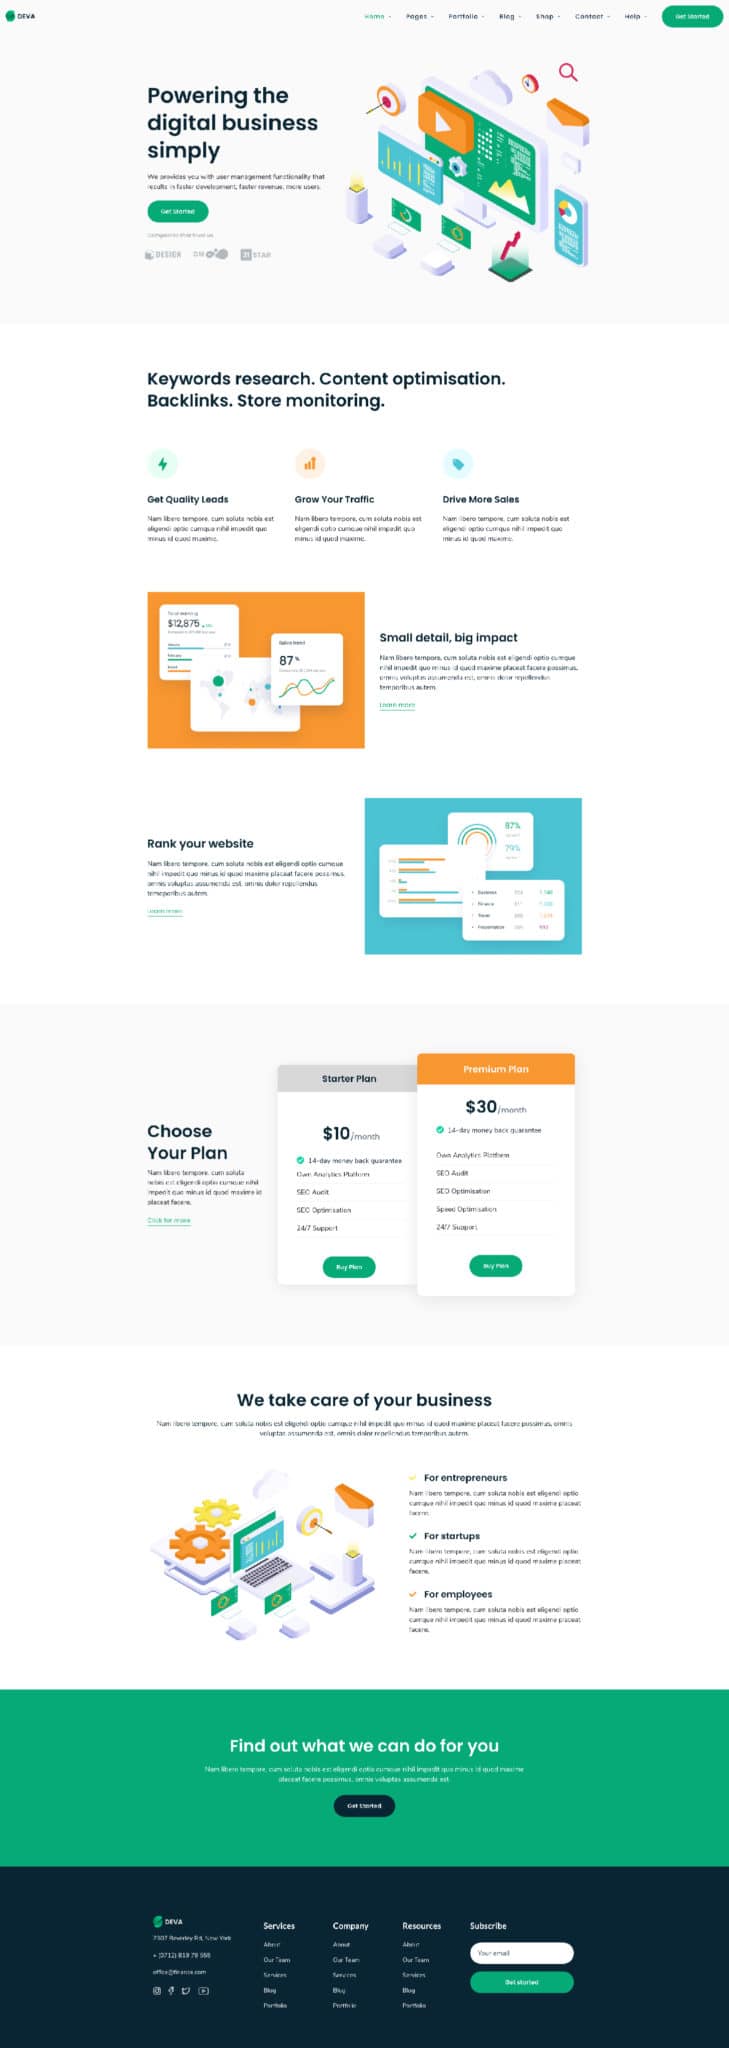 DEVA
Home Pages Portfolio Blog Shop Contact Help Get Started
Powering the
digital business
simply
We provides you with user management functionality that
results in faster development, faster revenue, more users.
Get Started
Companies that trust us
DESIGN
STAR
Keywords research. Content optimisation.
Backlinks. Store monitoring.
Get Quality Leads
Nam libero tempore, cum soluta nobis est
eligendi optio cumque nihil impedit quo
minus id quod maxime.
Grow Your Traffic
Nam libero tempore, cum soluta nobis est
eligendi optio cumque nihil impedit quo
minus id quod maxime.
Drive More Sales
Nam libero tempore, cum soluta nobis est
eligendi optio cumque nihil impedit quo
minus id quod maxime.
$12,875
87 %
Small detail, big impact
Nam libero tempore, cum soluta nobis est eligendi optio cumque
nihil impedit quo minus id quod maxime placeat facere possimus,
omnis voluptas assumenda est, omnis dolor repellendus
temporibus autem.
Learn more
Rank your website
Nam libero tempore, cum soluta nobis est eligendi optio cumque
nihil impedit quo minus id quod maxime placeat facere possimus,
omnis voluptas assumenda est, omnis dolor repellendus
temporibus autem.
Learn more
87%
79%
Business
Finance
Travel
Presentation
Choose
Your Plan
Nam libero tempore, cum soluta
nobis est eligendi optio cumque nihil
impedit quo minus id quod maxime id
placeat facere.
Click for more
Starter Plan
$10/month
14-day money back guarantee
Own Analytics Platform
SEO Audit
SEO Optimisation
24/7 Support
Buy Plan
Premium Plan
$30/month
14-day money back guarantee
Own Analytics Platform
SEO Audit
SEO Optimisation
Speed Optimisation
24/7 Support
Buy Plan
We take care of your business
Nam libero tempore, cum soluta nobis est eligendi optio cumque nihil impedit quo minus id quod maxime placeat facere possimus, omnis
voluptas assumenda est, omnis dolor repellendus temporibus autem.
For entrepreneurs
Nam libero tempore, cum soluta nobis est eligendi optio
cumque nihil impedit quo minus id quod maxime placeat
facere.
For startups
Nam libero tempore, cum soluta nobis est eligendi optio
cumque nihil impedit quo minus id quod maxime placeat
facere.
For employees
Nam libero tempore, cum soluta nobis est eligendi optio
cumque nihil impedit quo minus id quod maxime placeat
facere.
Find out what we can do for you
Nam libero tempore, cum soluta nobis est eligendi optio cumque nihil impedit quo minus id quod maxime
placeat facere possimus, omnis voluptas assumenda est.
Get Started
DEVA
7307 Beverley Rd, New York
+ (0712) 819 79 555
office@finanse.com
Services
About
Our Team
Services
Blog
Portfolio
Company
About
Our Team
Services
Blog
Portfolio
Resources
About
Our Team
Services
Blog
Portfolio
Subscribe
Your email
Get started